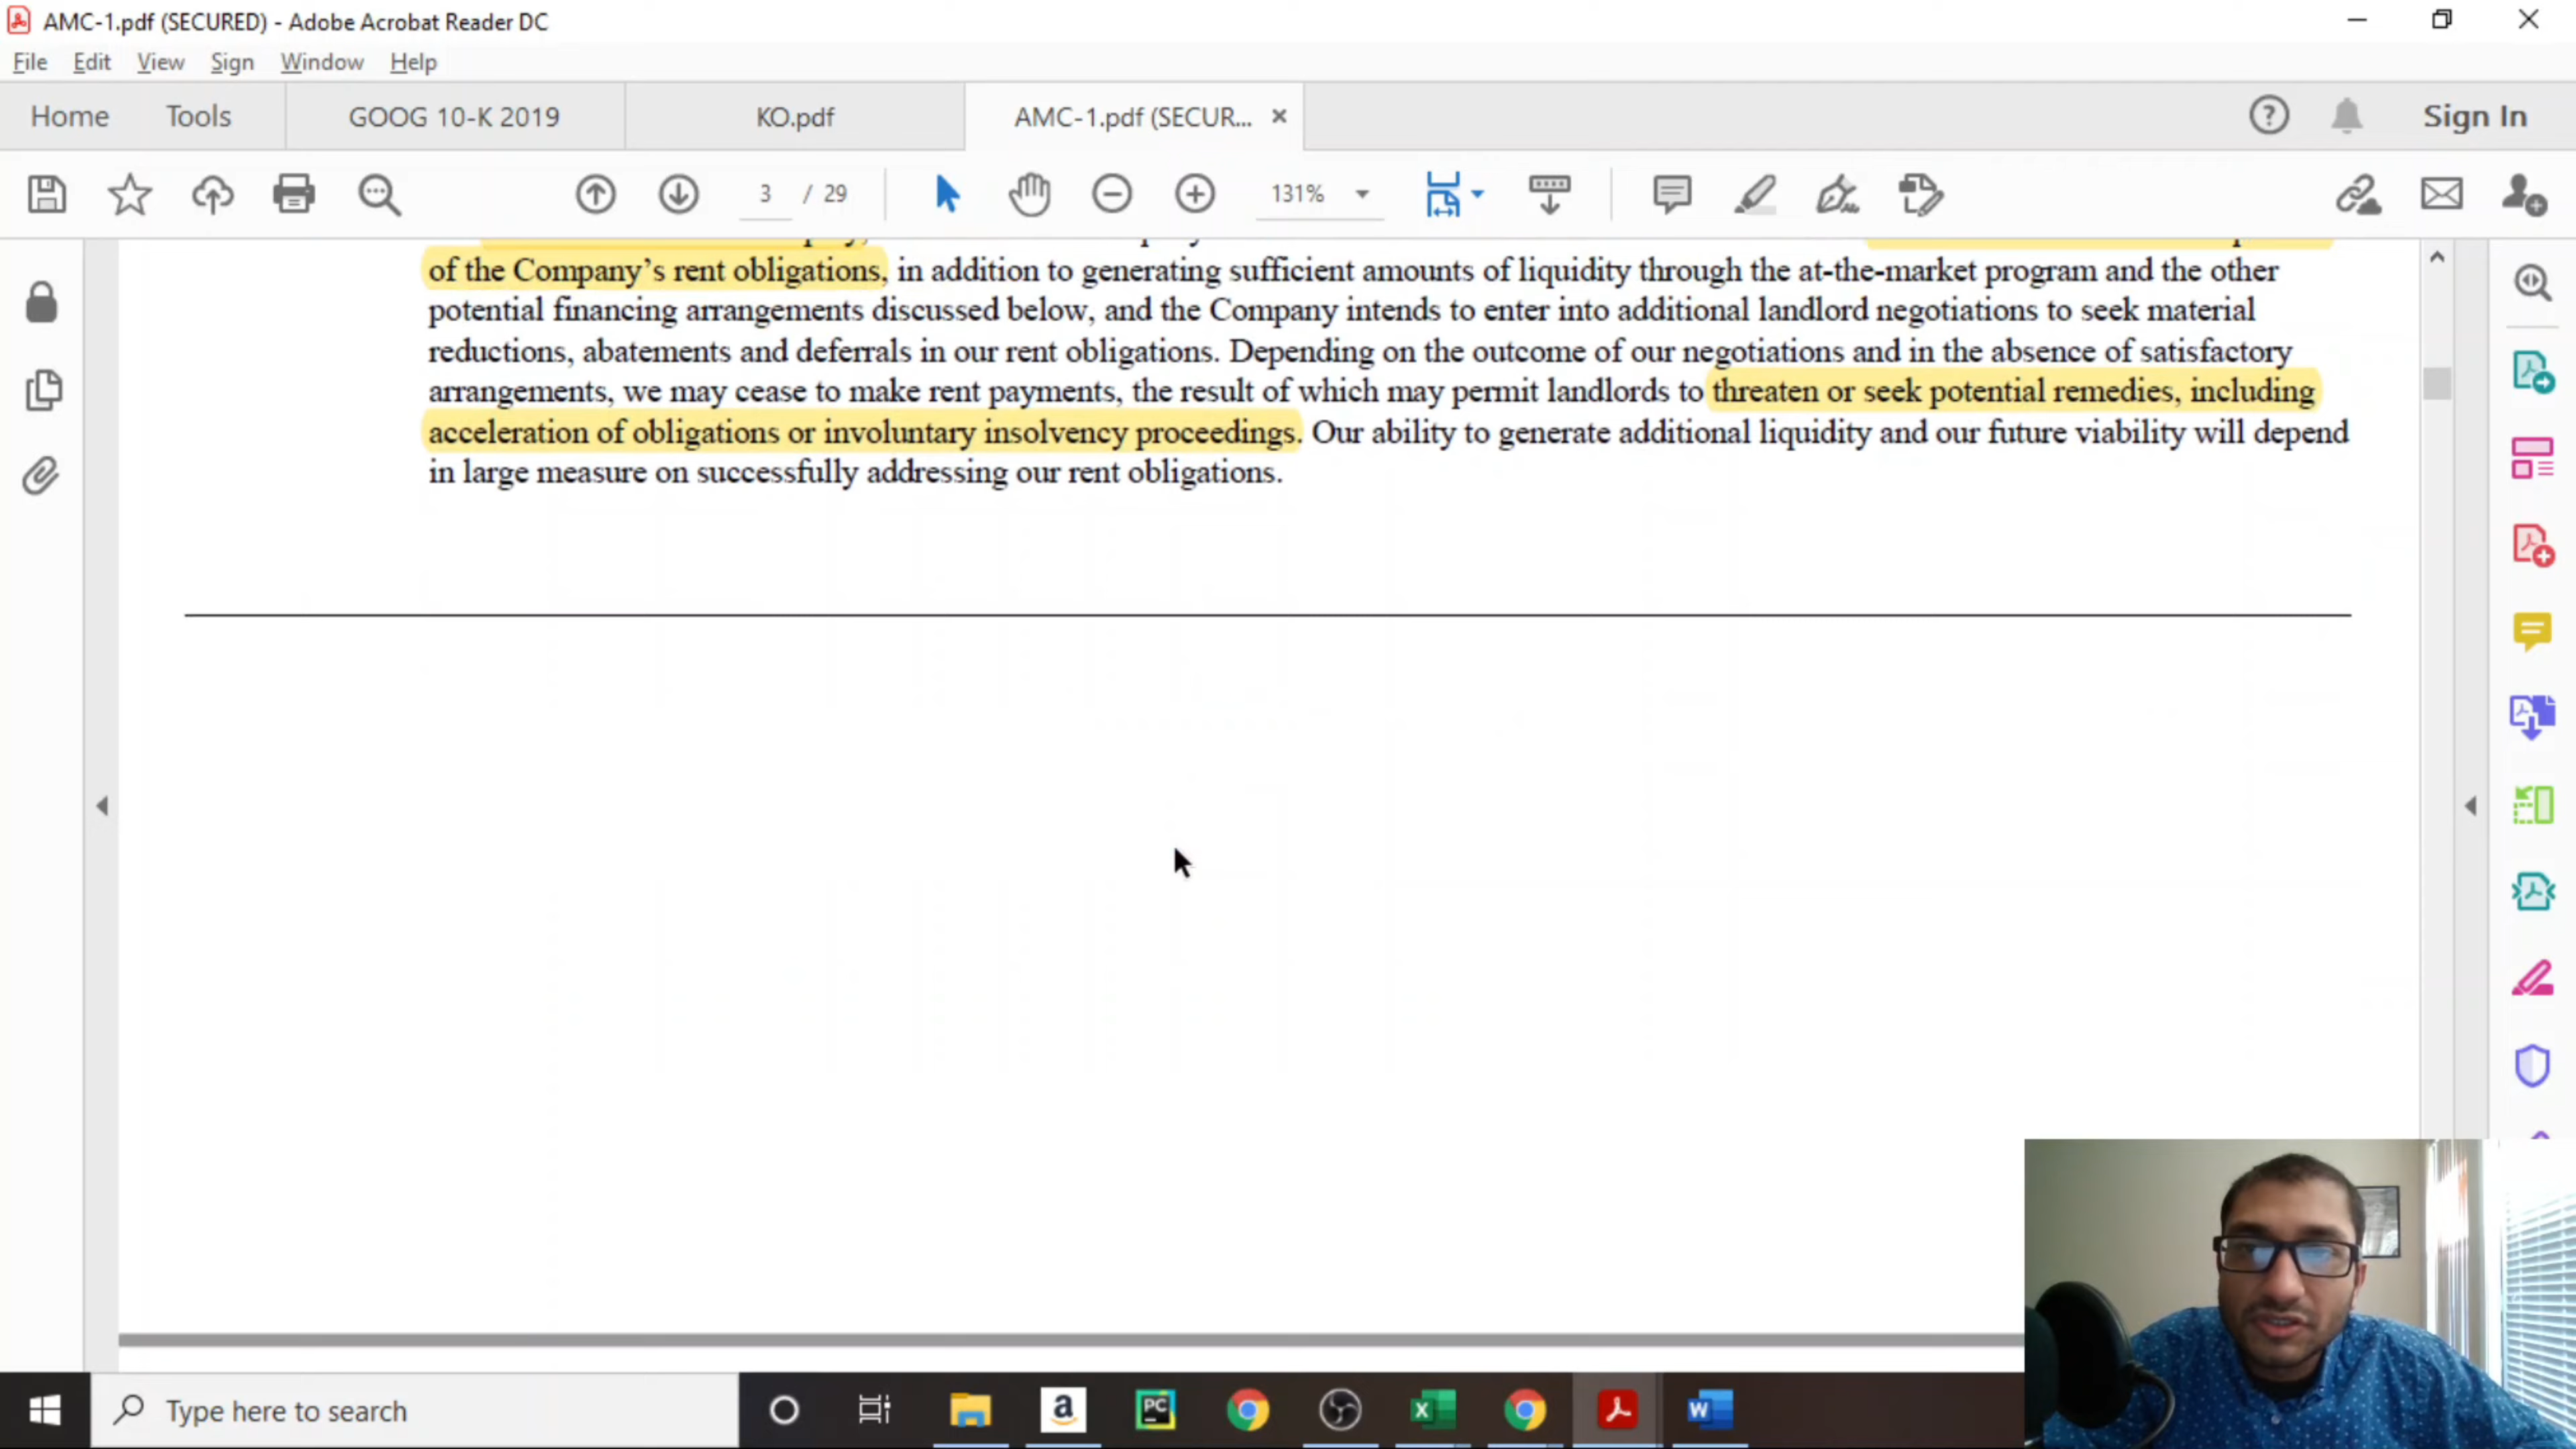 AMC-1.pdf (SECURED) - Adobe Acrobat Reader DC
File Edit View Sign Window Help
Home Tools GOOG 10-K 2019 KO.pdf AMC-1.pdf (SECUR... Sign In
3 / 29 131%
of the Company’s rent obligations, in addition to generating sufficient amounts of liquidity through the at-the-market program and the other
potential financing arrangements discussed below, and the Company intends to enter into additional landlord negotiations to seek material
reductions, abatements and deferrals in our rent obligations. Depending on the outcome of our negotiations and in the absence of satisfactory
arrangements, we may cease to make rent payments, the result of which may permit landlords to threaten or seek potential remedies, including
acceleration of obligations or involuntary insolvency proceedings. Our ability to generate additional liquidity and our future viability will depend
in large measure on successfully addressing our rent obligations.
Type here to search